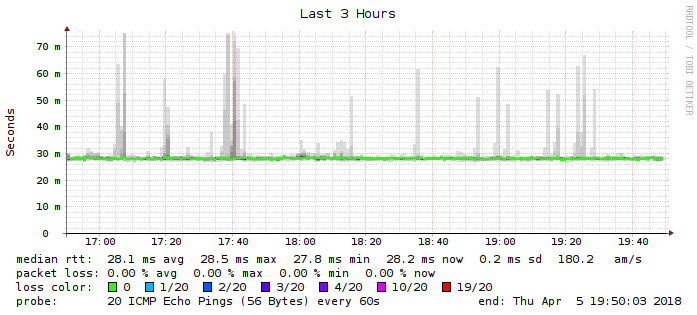 Last 3 Hours
RRDTOOL / TOBI OETIKER
Seconds
70 m
60 m
50 m
40 m
30 m
20 m
10 m
0
17:00 17:20 17:40 18:00 18:20 18:40 19:00 19:20 19:40
median rtt: 28.1 ms avg 28.5 ms max 27.8 ms min 28.2 ms now 0.2 ms sd 180.2 am/s
packet loss: 0.00 % avg 0.00 % max 0.00 % min 0.00 % now
loss color: 0 1/20 2/20 3/20 4/20 10/20 19/20
probe: 20 ICMP Echo Pings (56 Bytes) every 60s end: Thu Apr 5 19:50:03 2018